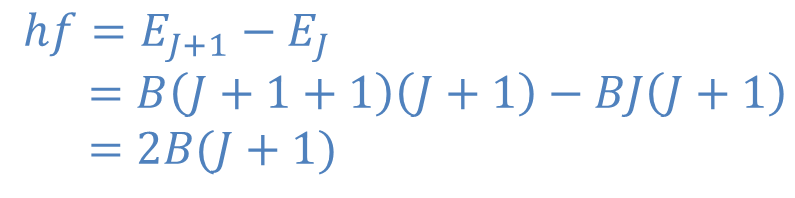 hf = E_{J+1} − E_J
= B(J + 1 + 1)(J + 1) − BJ(J + 1)
= 2B(J + 1)